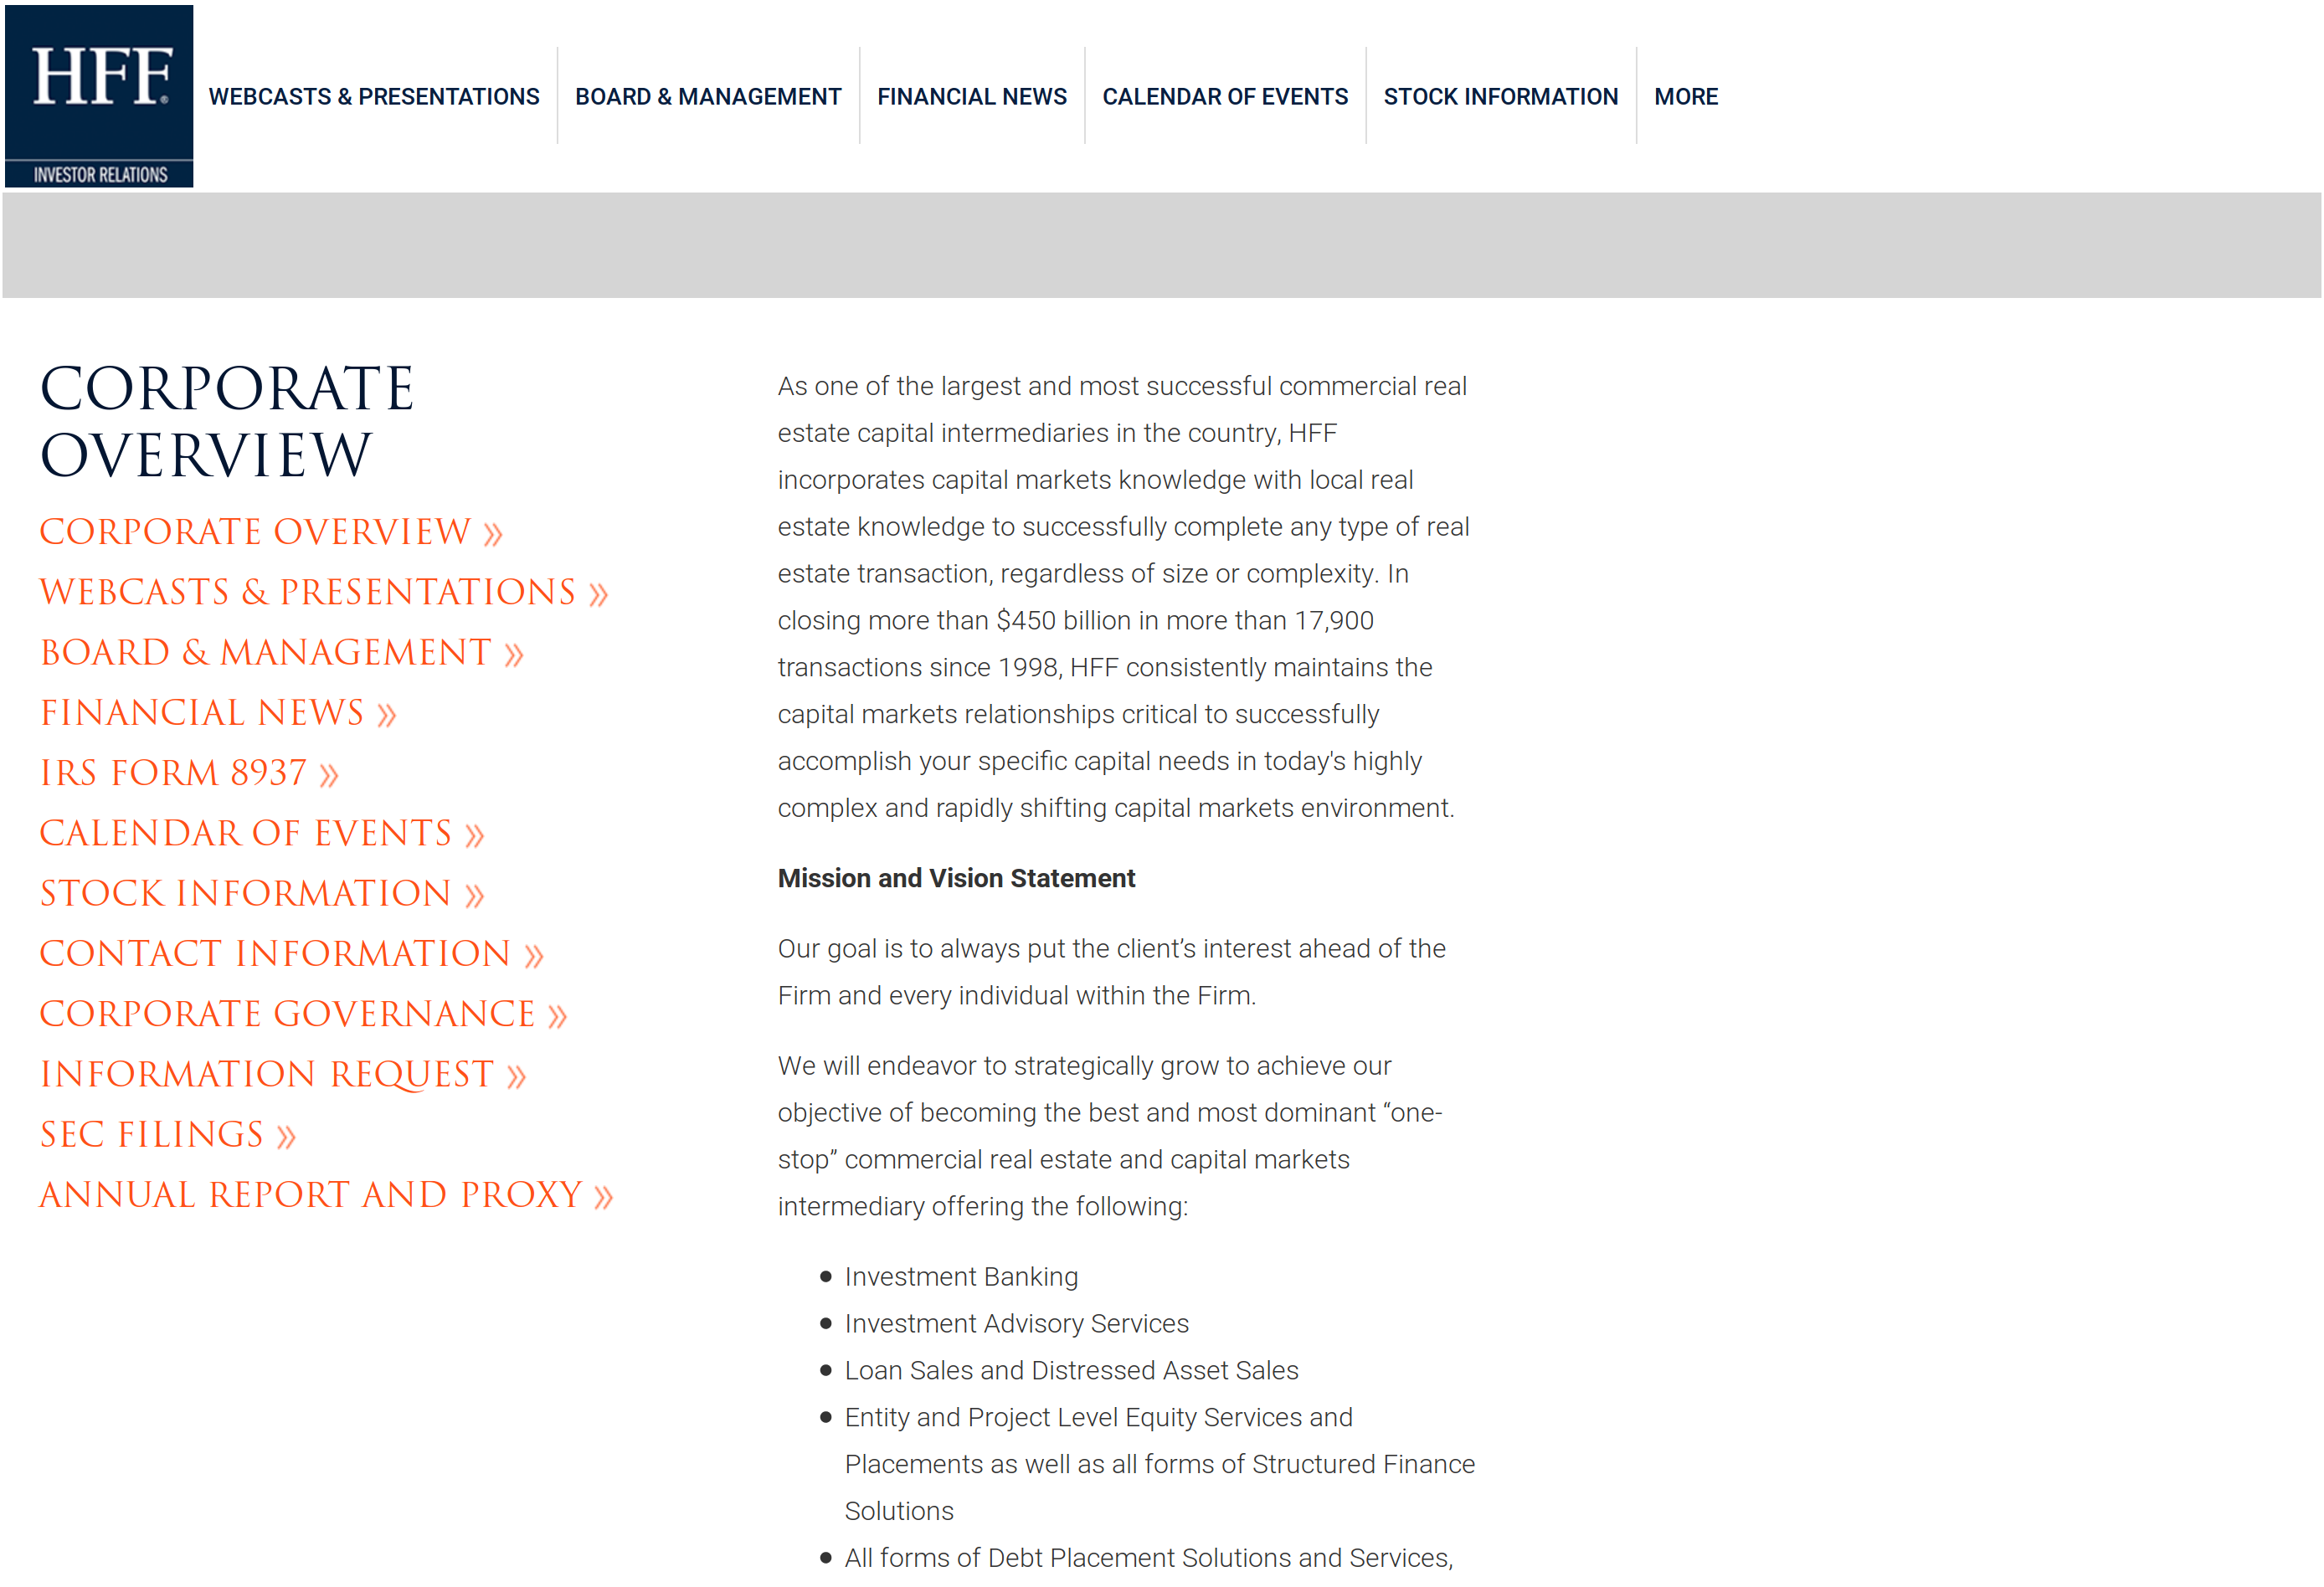 HFF®
INVESTOR RELATIONS
WEBCASTS & PRESENTATIONS
BOARD & MANAGEMENT
FINANCIAL NEWS
CALENDAR OF EVENTS
STOCK INFORMATION
MORE
CORPORATE
OVERVIEW
CORPORATE OVERVIEW »
WEBCASTS & PRESENTATIONS »
BOARD & MANAGEMENT »
FINANCIAL NEWS »
IRS FORM 8937 »
CALENDAR OF EVENTS »
STOCK INFORMATION »
CONTACT INFORMATION »
CORPORATE GOVERNANCE »
INFORMATION REQUEST »
SEC FILINGS »
ANNUAL REPORT AND PROXY »
As one of the largest and most successful commercial real
estate capital intermediaries in the country, HFF
incorporates capital markets knowledge with local real
estate knowledge to successfully complete any type of real
estate transaction, regardless of size or complexity. In
closing more than $450 billion in more than 17,900
transactions since 1998, HFF consistently maintains the
capital markets relationships critical to successfully
accomplish your specific capital needs in today's highly
complex and rapidly shifting capital markets environment.
Mission and Vision Statement
Our goal is to always put the client’s interest ahead of the
Firm and every individual within the Firm.
We will endeavor to strategically grow to achieve our
objective of becoming the best and most dominant “one-
stop” commercial real estate and capital markets
intermediary offering the following:
• Investment Banking
• Investment Advisory Services
• Loan Sales and Distressed Asset Sales
• Entity and Project Level Equity Services and
Placements as well as all forms of Structured Finance
Solutions
• All forms of Debt Placement Solutions and Services,